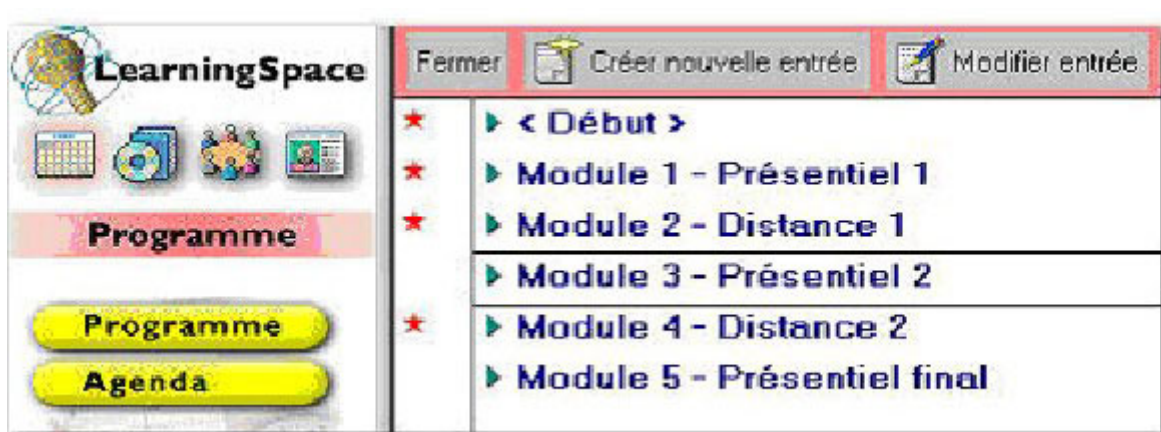 LearningSpace
Programme
Programme
Agenda
Fermer Créer nouvelle entrée Modifier entrée
< Début >
Module 1 - Présentiel 1
Module 2 - Distance 1
Module 3 - Présentiel 2
Module 4 - Distance 2
Module 5 - Présentiel final